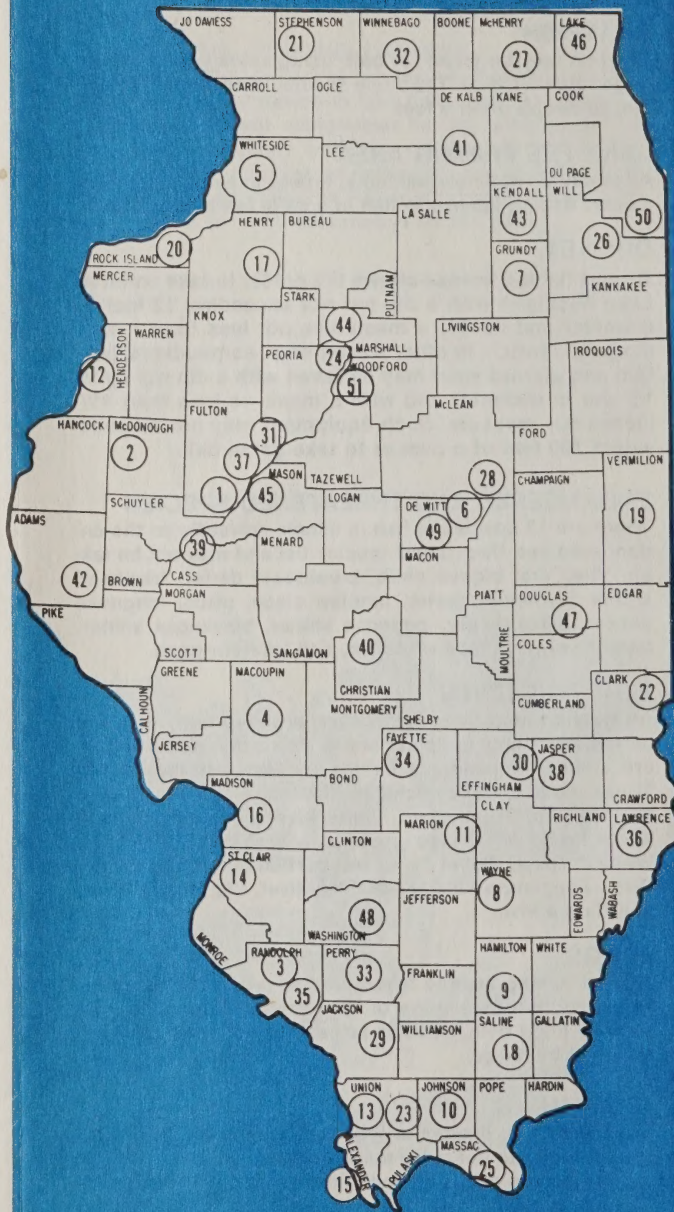 JO DAVIESS
STEPHENSON
21
WINNEBAGO
32
BOONE
McHENRY
27
LAKE
46
CARROLL
OGLE
DE KALB
41
KANE
COOK
WHITESIDE
5
LEE
DU PAGE
KENDALL
43
WILL
26
50
ROCK ISLAND
20
HENRY
17
BUREAU
LA SALLE
GRUNDY
7
MERCER
STARK
PUTNAM
KANKAKEE
KNOX
44
HENDERSON
WARREN
12
PEORIA
24
MARSHALL
LIVINGSTON
IROQUOIS
WOODFORD
51
HANCOCK
McDONOUGH
2
FULTON
31
37
1
MASON
45
TAZEWELL
McLEAN
28
FORD
VERMILION
19
SCHUYLER
LOGAN
DE WITT
6
49
CHAMPAIGN
ADAMS
42
39
MENARD
MACON
BROWN
CASS
MORGAN
PIATT
DOUGLAS
47
EDGAR
PIKE
SCOTT
SANGAMON
40
CHRISTIAN
MOULTRIE
COLES
GREENE
MACOUPIN
4
CLARK
22
CALHOUN
JERSEY
MONTGOMERY
SHELBY
CUMBERLAND
FAYETTE
34
30
JASPER
38
MADISON
16
BOND
EFFINGHAM
CRAWFORD
CLAY
MARION
11
RICHLAND
LAWRENCE
36
CLINTON
ST CLAIR
14
WAYNE
8
EDWARDS
WABASH
JEFFERSON
48
WASHINGTON
MONROE
RANDOLPH
3
35
PERRY
33
HAMILTON
9
WHITE
FRANKLIN
JACKSON
29
WILLIAMSON
SALINE
18
GALLATIN
UNION
13
23
JOHNSON
10
POPE
HARDIN
ALEXANDER
15
PULASKI
MASSAC
25